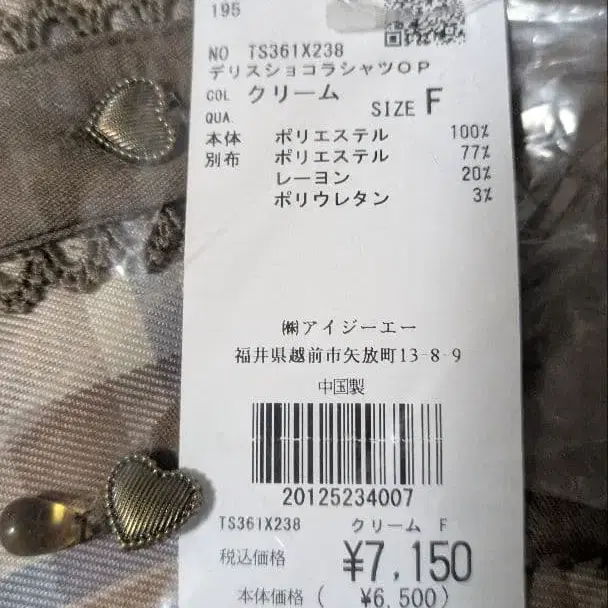 195
NO TS361X238
デリスショコラシャツOP
COL クリーム SIZE F
QUA.
本体 ポリエステル 100%
別布 ポリエステル 77%
レーヨン 20%
ポリウレタン 3%
㈱アイジーエー
福井県越前市矢放町13-8-9
中国製
20125234007
TS361X238 クリーム F
税込価格 ¥7,150
本体価格( ¥6,500)